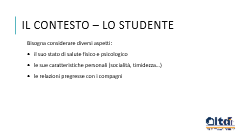 IL CONTESTO – LO STUDENTE
Bisogna considerare diversi aspetti:
• il suo stato di salute fisico e psicologico
• le sue caratteristiche personali (socialità, timidezza...)
• le relazioni pregresse con i compagni
itd